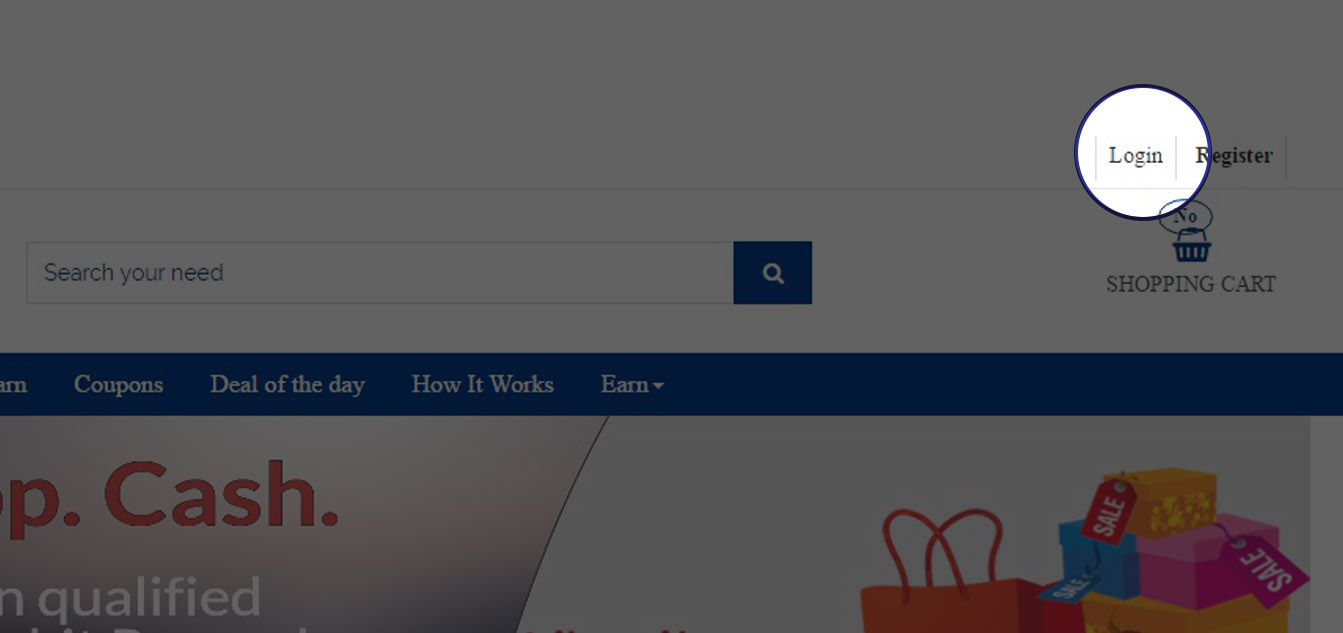 Login Register
No
Search your need
SHOPPING CART
Coupons Deal of the day How It Works Earn
Cash.
qualified
SALE
SALE
SALE